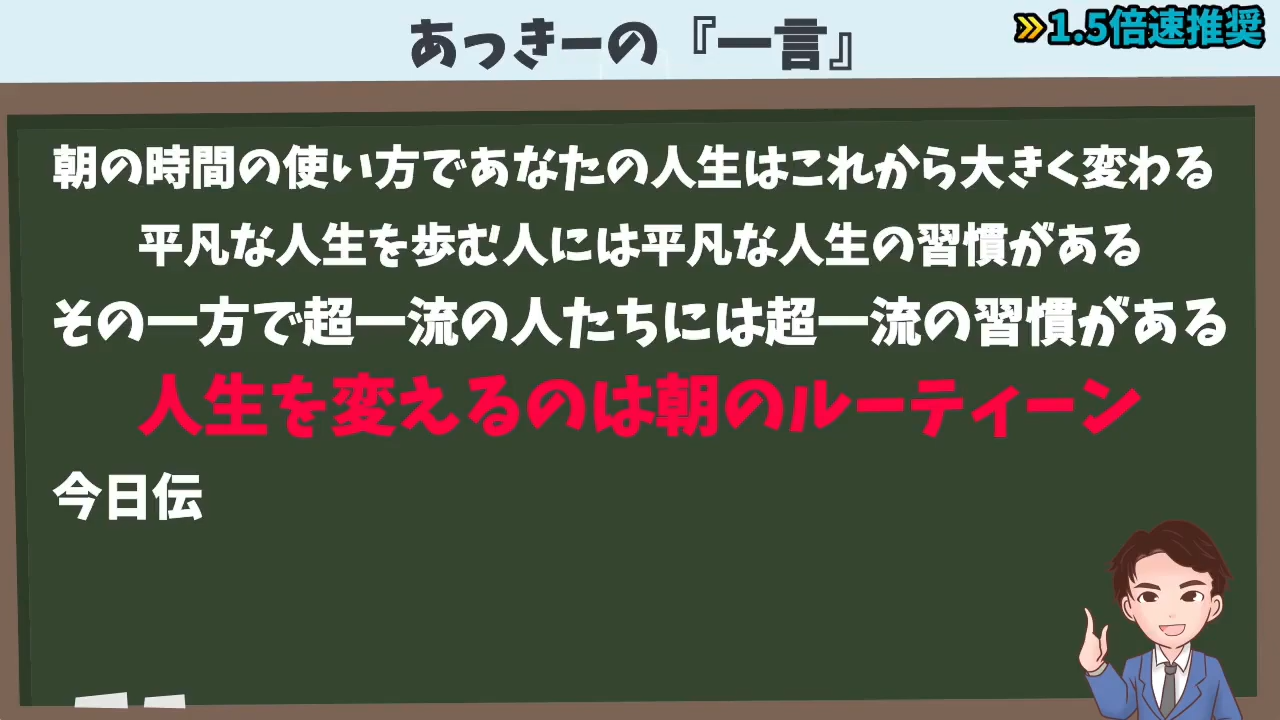 あっきーの『一言』
1.5倍速推奨
朝の時間の使い方であなたの人生はこれから大きく変わる
平凡な人生を歩む人には平凡な人生の習慣がある
その一方で超一流の人たちには超一流の習慣がある
人生を変えるのは朝のルーティーン
今日伝